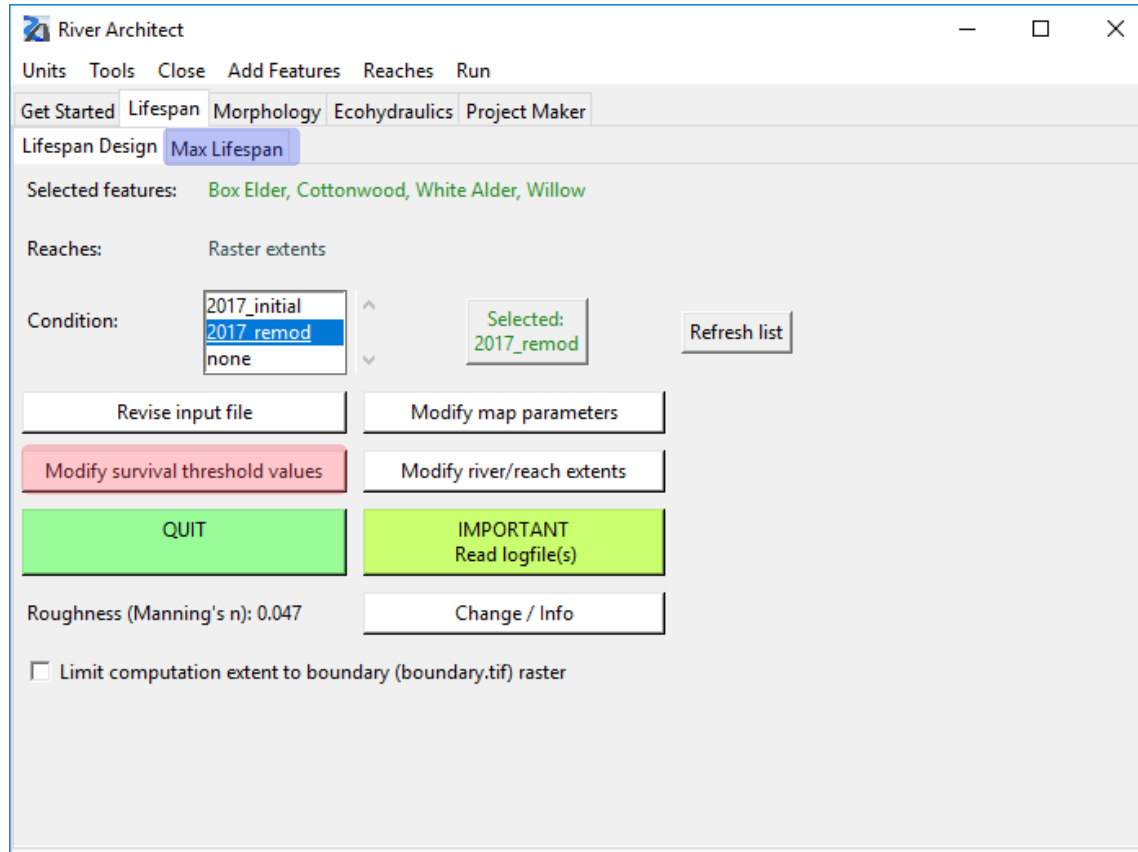 River Architect
Units Tools Close Add Features Reaches Run
Get Started Lifespan Morphology Ecohydraulics Project Maker
Lifespan Design Max Lifespan
Selected features: Box Elder, Cottonwood, White Alder, Willow
Reaches: Raster extents
Condition:
2017_initial
2017_remod
none
Selected:
2017_remod
Refresh list
Revise input file Modify map parameters
Modify survival threshold values Modify river/reach extents
QUIT
IMPORTANT
Read logfile(s)
Roughness (Manning's n): 0.047 Change / Info
Limit computation extent to boundary (boundary.tif) raster